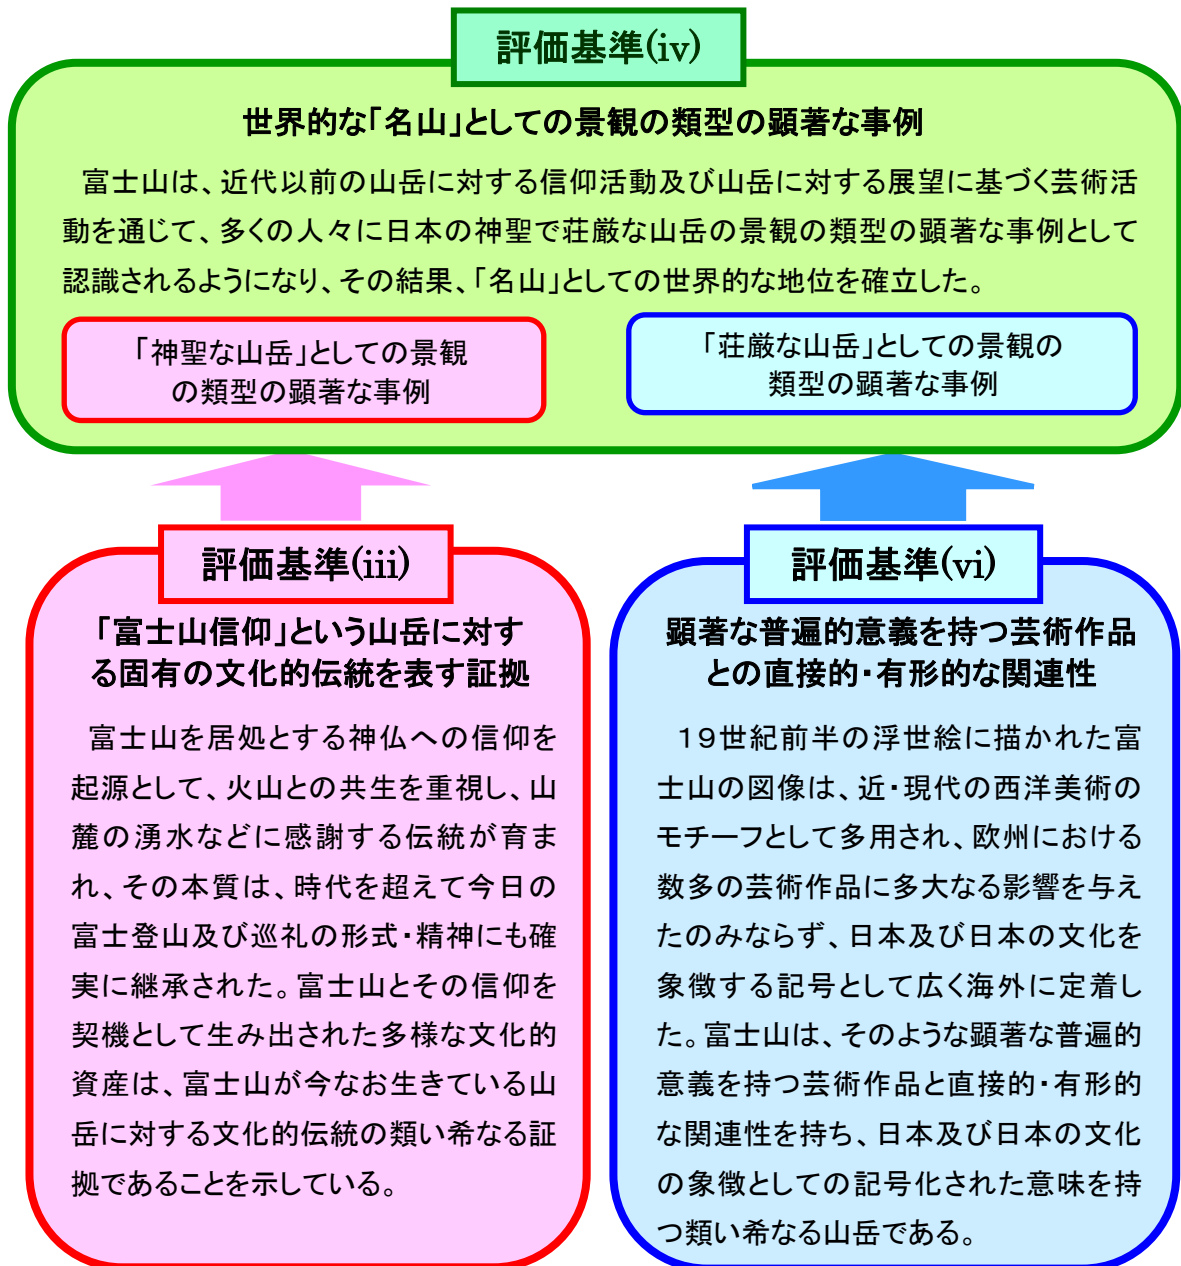 評価基準(iv)
世界的な「名山」としての景観の類型の顕著な事例
富士山は、近代以前の山岳に対する信仰活動及び山岳に対する展望に基づく芸術活
動を通じて、多くの人々に日本の神聖で荘厳な山岳の景観の類型の顕著な事例として
認識されるようになり、その結果、「名山」としての世界的な地位を確立した。
「神聖な山岳」としての景観
の類型の顕著な事例
「荘厳な山岳」としての景観の
類型の顕著な事例
評価基準(iii)
「富士山信仰」という山岳に対す
る固有の文化的伝統を表す証拠
富士山を居処とする神仏への信仰を
起源として、火山との共生を重視し、山
麓の湧水などに感謝する伝統が育ま
れ、その本質は、時代を超えて今日の
富士登山及び巡礼の形式・精神にも確
実に継承された。富士山とその信仰を
契機として生み出された多様な文化的
資産は、富士山が今なお生きている山
岳に対する文化的伝統の類い希なる証
拠であることを示している。
評価基準(vi)
顕著な普遍的意義を持つ芸術作品
との直接的・有形的な関連性
19世紀前半の浮世絵に描かれた富
士山の図像は、近・現代の西洋美術の
モチーフとして多用され、欧州における
数多の芸術作品に多大なる影響を与え
たのみならず、日本及び日本の文化を
象徴する記号として広く海外に定着し
た。富士山は、そのような顕著な普遍的
意義を持つ芸術作品と直接的・有形的
な関連性を持ち、日本及び日本の文化
の象徴としての記号化された意味を持
つ類い希なる山岳である。